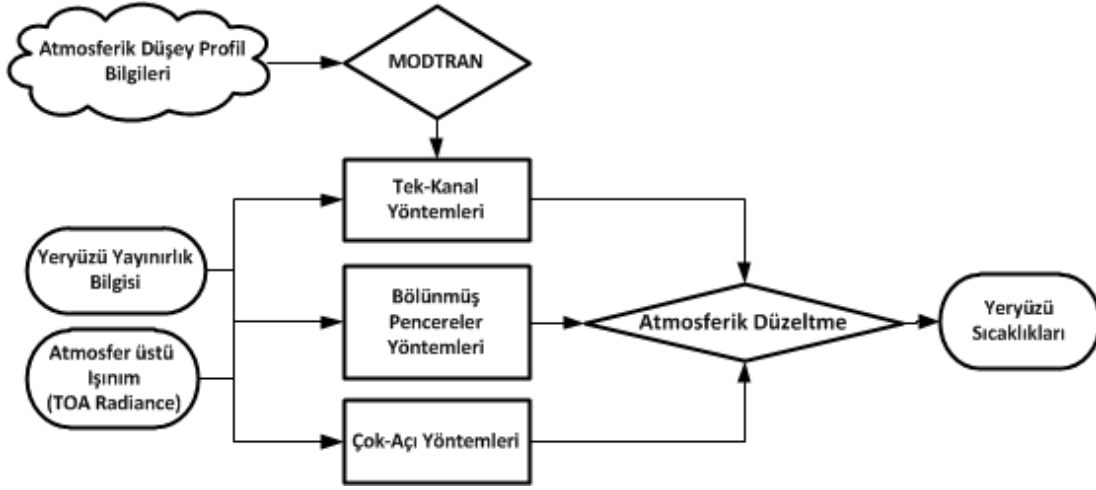 Atmosferik Düşey Profil
Bilgileri
MODTRAN
Tek-Kanal
Yöntemleri
Yeryüzü Yayınırlık
Bilgisi
Bölünmüş
Pencereler
Yöntemleri
Atmosferik Düzeltme
Yeryüzü
Sıcaklıkları
Atmosfer üstü
Işınım
(TOA Radiance)
Çok-Açı Yöntemleri